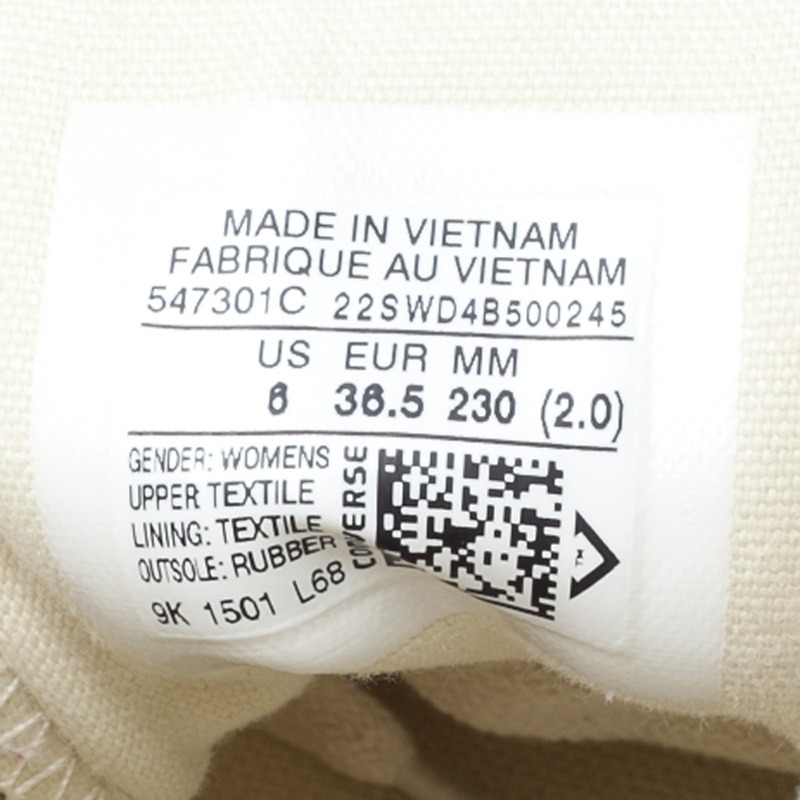 MADE IN VIETNAM
FABRIQUE AU VIETNAM
547301C 22SWD4B500245
US EUR MM
6 36.5 230 (2.0)
GENDER: WOMENS
UPPER TEXTILE
LINING: TEXTILE
OUTSOLE: RUBBER
9K 1501 L68
CONVERSE
TM